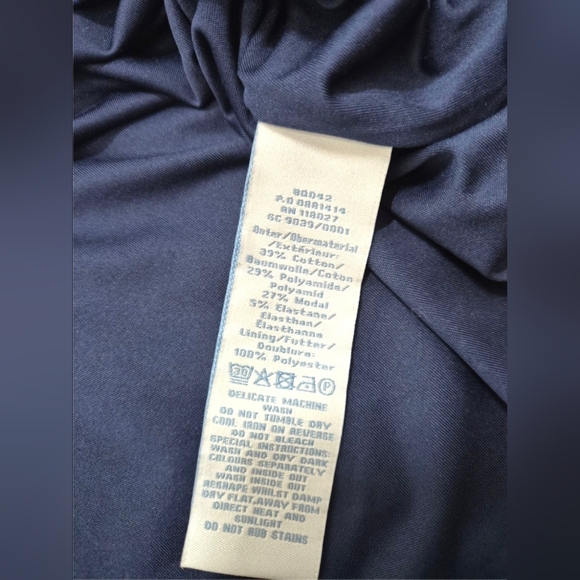 BQ042
P.O 0881414
RN 118027
SC 9039/0001
Outer/Obermaterial
/Extérieur:
39% Cotton/
Baumwolle/Coton
29% Polyamide/
Polyamid
27% Modal
5% Elastane/
Elasthan/
Élasthanne
Lining/Futter/
Doublure:
100% Polyester
30 P
DELICATE MACHINE
WASH
DO NOT TUMBLE DRY
COOL IRON ON REVERSE
DO NOT BLEACH
SPECIAL INSTRUCTIONS:
WASH AND DRY DARK
COLOURS SEPARATELY
AND INSIDE OUT
WASH INSIDE OUT
RESHAPE WHILST DAMP
DRY FLAT,AWAY FROM
DIRECT HEAT AND
SUNLIGHT
DO NOT RUB STAINS